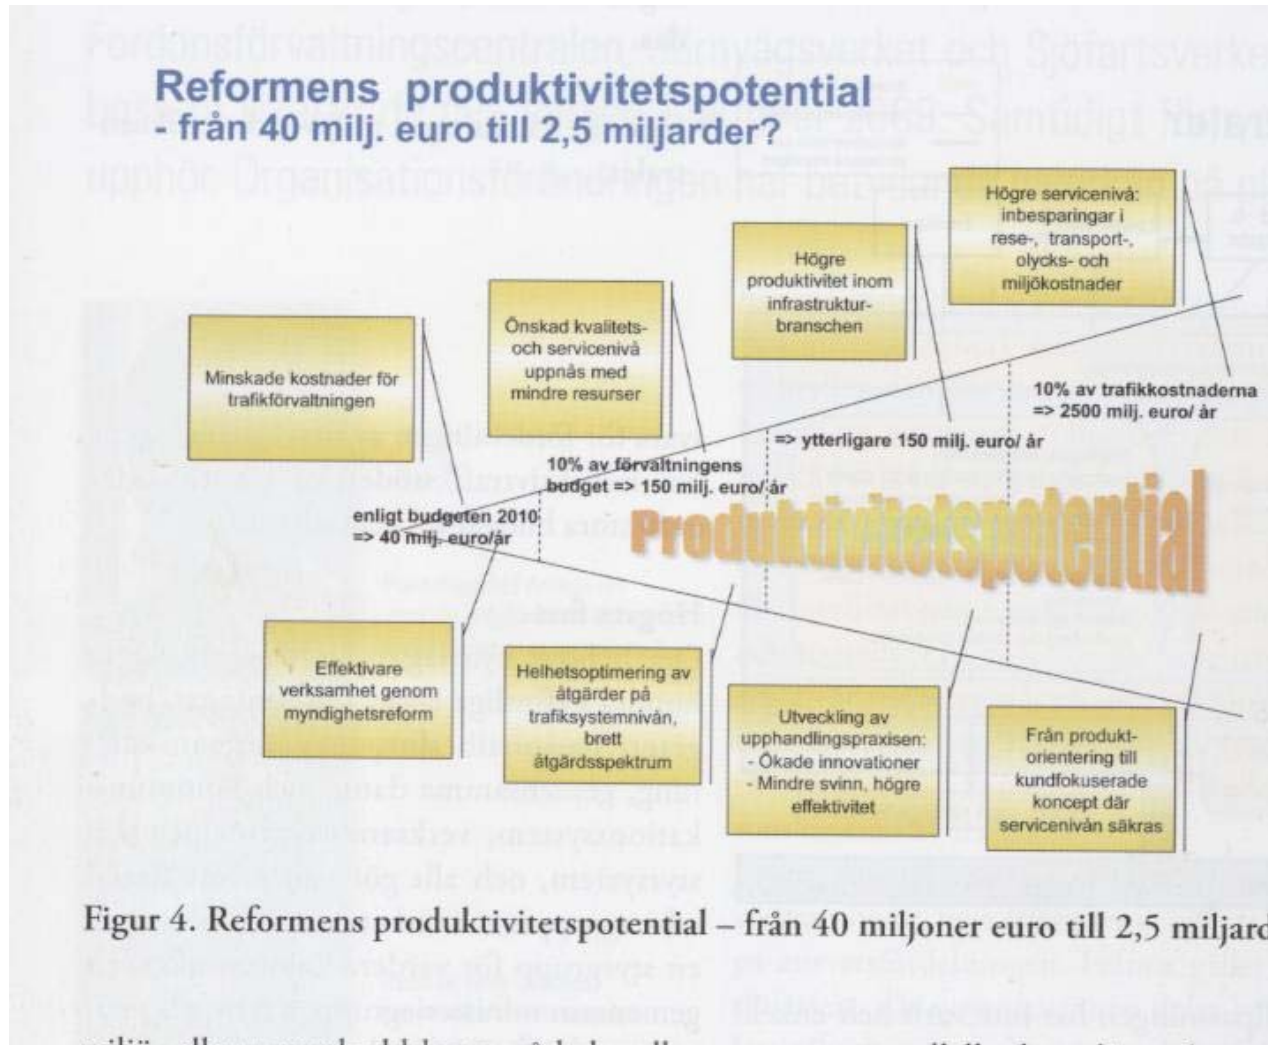 Reformens produktivitetspotential
- från 40 milj. euro till 2,5 miljarder?
Högre servicenivå:
inbesparingar i
rese-, transport-,
olycks- och
miljökostnader
Högre
produktivitet inom
infrastruktur-
branschen
Önskad kvalitets-
och servicenivå
uppnås med
mindre resurser
Minskade kostnader för
trafikförvaltningen
10% av trafikkostnaderna
=> 2500 milj. euro/ år
=> ytterligare 150 milj. euro/ år
10% av förvaltningens
budget => 150 milj. euro/ år
enligt budgeten 2010
=> 40 milj. euro/år
Produktivitetspotential
Effektivare
verksamhet genom
myndighetsreform
Helhetsoptimering av
åtgärder på
trafiksystemnivån,
brett
åtgärdsspektrum
Utveckling av
upphandlingspraxisen:
- Ökade innovationer
- Mindre svinn, högre
effektivitet
Från produkt-
orientering till
kundfokuserade
koncept där
servicenivån säkras
Figur 4. Reformens produktivitetspotential – från 40 miljoner euro till 2,5 miljard